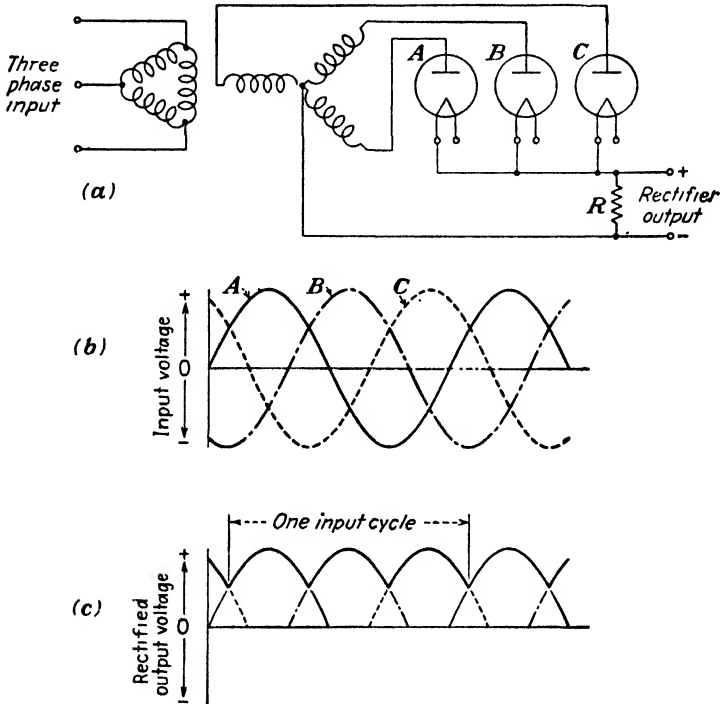 Three
phase
input
A
B
C
+
R
Rectifier
output
-
(a)
A
B
C
+
0
-
Input voltage
(b)
One input cycle
+
0
-
Rectified
output voltage
(c)